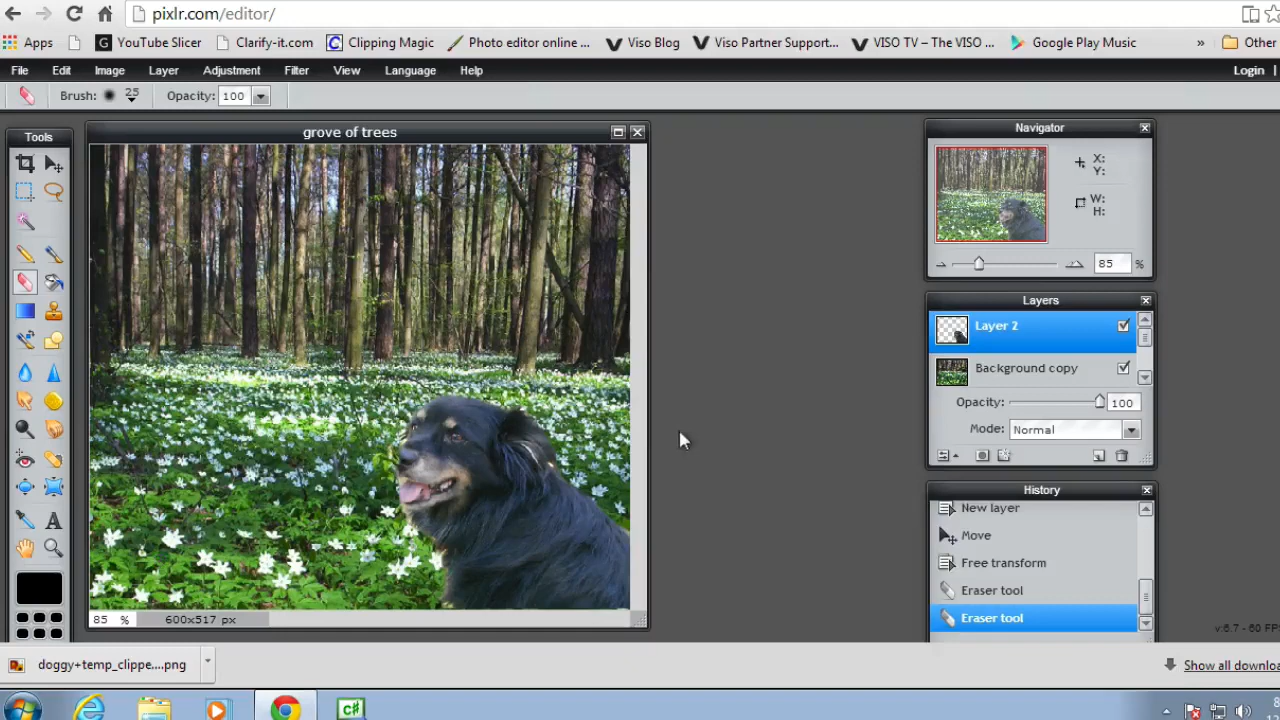 pixlr.com/editor/
Apps YouTube Slicer Clarify-it.com Clipping Magic Photo editor online ... Viso Blog Viso Partner Support... VISO TV – The VISO ... Google Play Music » Other
File Edit Image Layer Adjustment Filter View Language Help Login
Brush: 25 Opacity: 100
Tools
grove of trees
85 % 600x517 px
Navigator
X:
Y:
W:
H:
85 %
Layers
Layer 2
Background copy
Opacity: 100
Mode: Normal
History
New layer
Move
Free transform
Eraser tool
Eraser tool
doggy+temp_clippe....png Show all downloa
C#